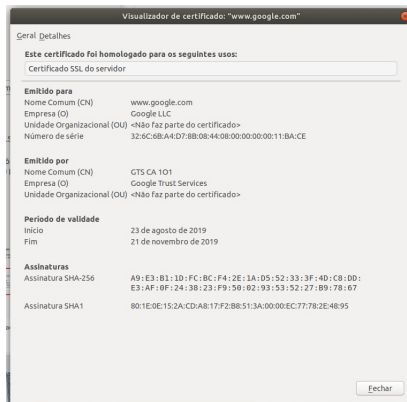 Visualizador de certificado: "www.google.com"
Geral Detalhes
Este certificado foi homologado para os seguintes usos:
Certificado SSL do servidor
Emitido para
Nome Comum (CN) www.google.com
Empresa (O) Google LLC
Unidade Organizacional (OU) <Não faz parte do certificado>
Número de série 32:6C:6B:A4:D7:8B:08:44:08:00:00:00:00:11:BA:CE
Emitido por
Nome Comum (CN) GTS CA 1O1
Empresa (O) Google Trust Services
Unidade Organizacional (OU) <Não faz parte do certificado>
Período de validade
Início 23 de agosto de 2019
Fim 21 de novembro de 2019
Assinaturas
Assinatura SHA-256 A9:E3:B1:1D:FC:BC:F4:2E:1A:D5:52:33:3F:4D:C8:DD:
E3:AF:0F:24:38:23:F9:50:02:93:53:52:27:B9:78:67
Assinatura SHA1 80:1E:0E:15:2A:CD:A8:17:F2:B8:51:3A:00:00:EC:77:78:2E:48:95
Fechar